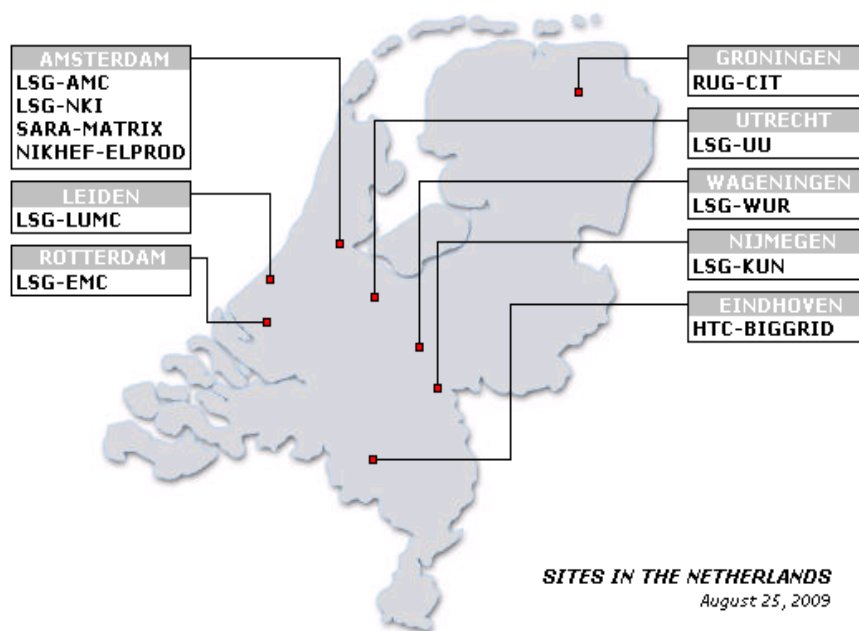 AMSTERDAM
LSG-AMC
LSG-NKI
SARA-MATRIX
NIKHEF-ELPROD
LEIDEN
LSG-LUMC
ROTTERDAM
LSG-EMC
GRONINGEN
RUG-CIT
UTRECHT
LSG-UU
WAGENINGEN
LSG-WUR
NIJMEGEN
LSG-KUN
EINDHOVEN
HTC-BIGGRID
SITES IN THE NETHERLANDS
August 25, 2009